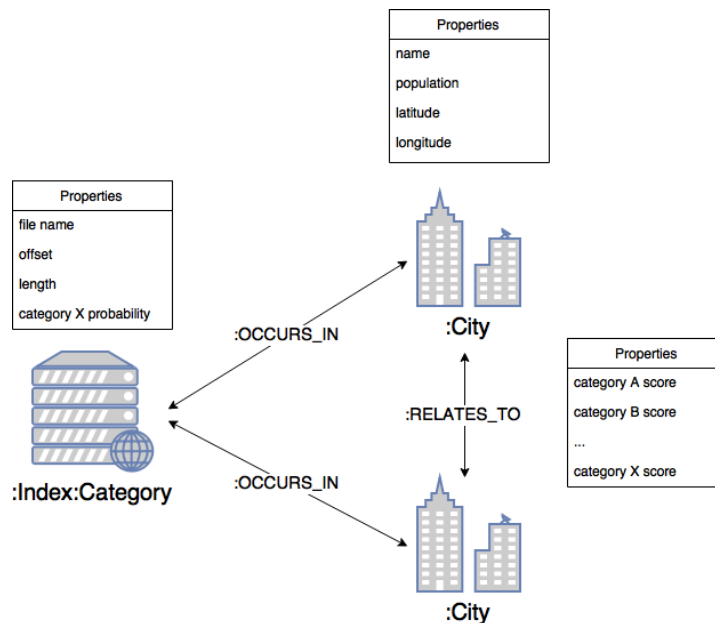 Properties
name
population
latitude
longitude
Properties
file name
offset
length
category X probability
:OCCURS_IN
:City
:RELATES_TO
Properties
category A score
category B score
...
category X score
:Index:Category
:OCCURS_IN
:City